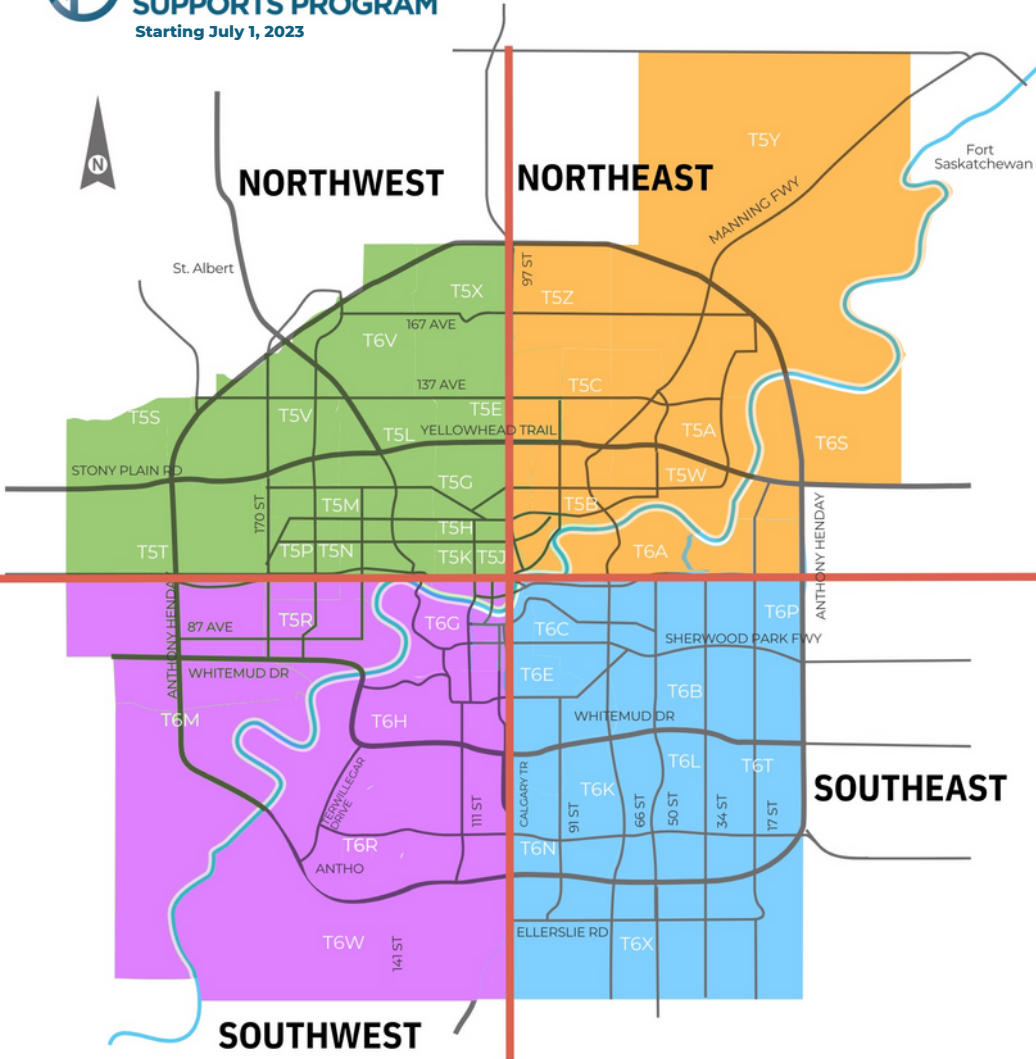 SUPPORTS PROGRAM
Starting July 1, 2023
N
NORTHWEST
NORTHEAST
T5Y
Fort
Saskatchewan
MANNING FWY
St. Albert
97 ST
T5X
T5Z
167 AVE
T6V
137 AVE
T5C
T5S
T5V
T5E
T5L
YELLOWHEAD TRAIL
T5A
T6S
STONY PLAIN RD
T5G
T5W
170 ST
T5M
T5B
ANTHONY HENDAY
T5H
T5T
T5P
T5N
T5K
T5J
T6A
ANTHONY HENDAY
T5R
87 AVE
T6G
T6C
T6P
SHERWOOD PARK FWY
WHITEMUD DR
T6E
T6B
T6M
T6H
WHITEMUD DR
T6L
T6T
SOUTHEAST
TERWILLEGAR
DRIVE
111 ST
CALGARY TR
91 ST
T6K
66 ST
50 ST
34 ST
17 ST
T6R
T6N
ANTHO
ELLERSLIE RD
T6W
141 ST
T6X
SOUTHWEST